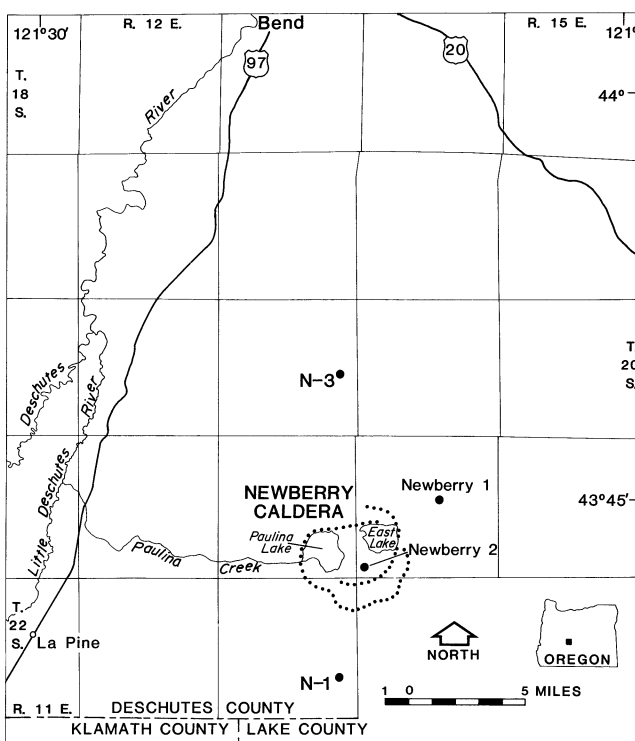 121°30'
R. 12 E.
Bend
R. 15 E.
121°
T.
18
S.
97
20
44°
River
Deschutes
River
T.
20
S.
N-3
Little Deschutes
NEWBERRY
CALDERA
Newberry 1
43°45'
Paulina
Lake
East
Lake
Newberry 2
Paulina
Creek
T.
22
S.
La Pine
NORTH
OREGON
N-1
1 0 5 MILES
R. 11 E.
DESCHUTES COUNTY
KLAMATH COUNTY
LAKE COUNTY